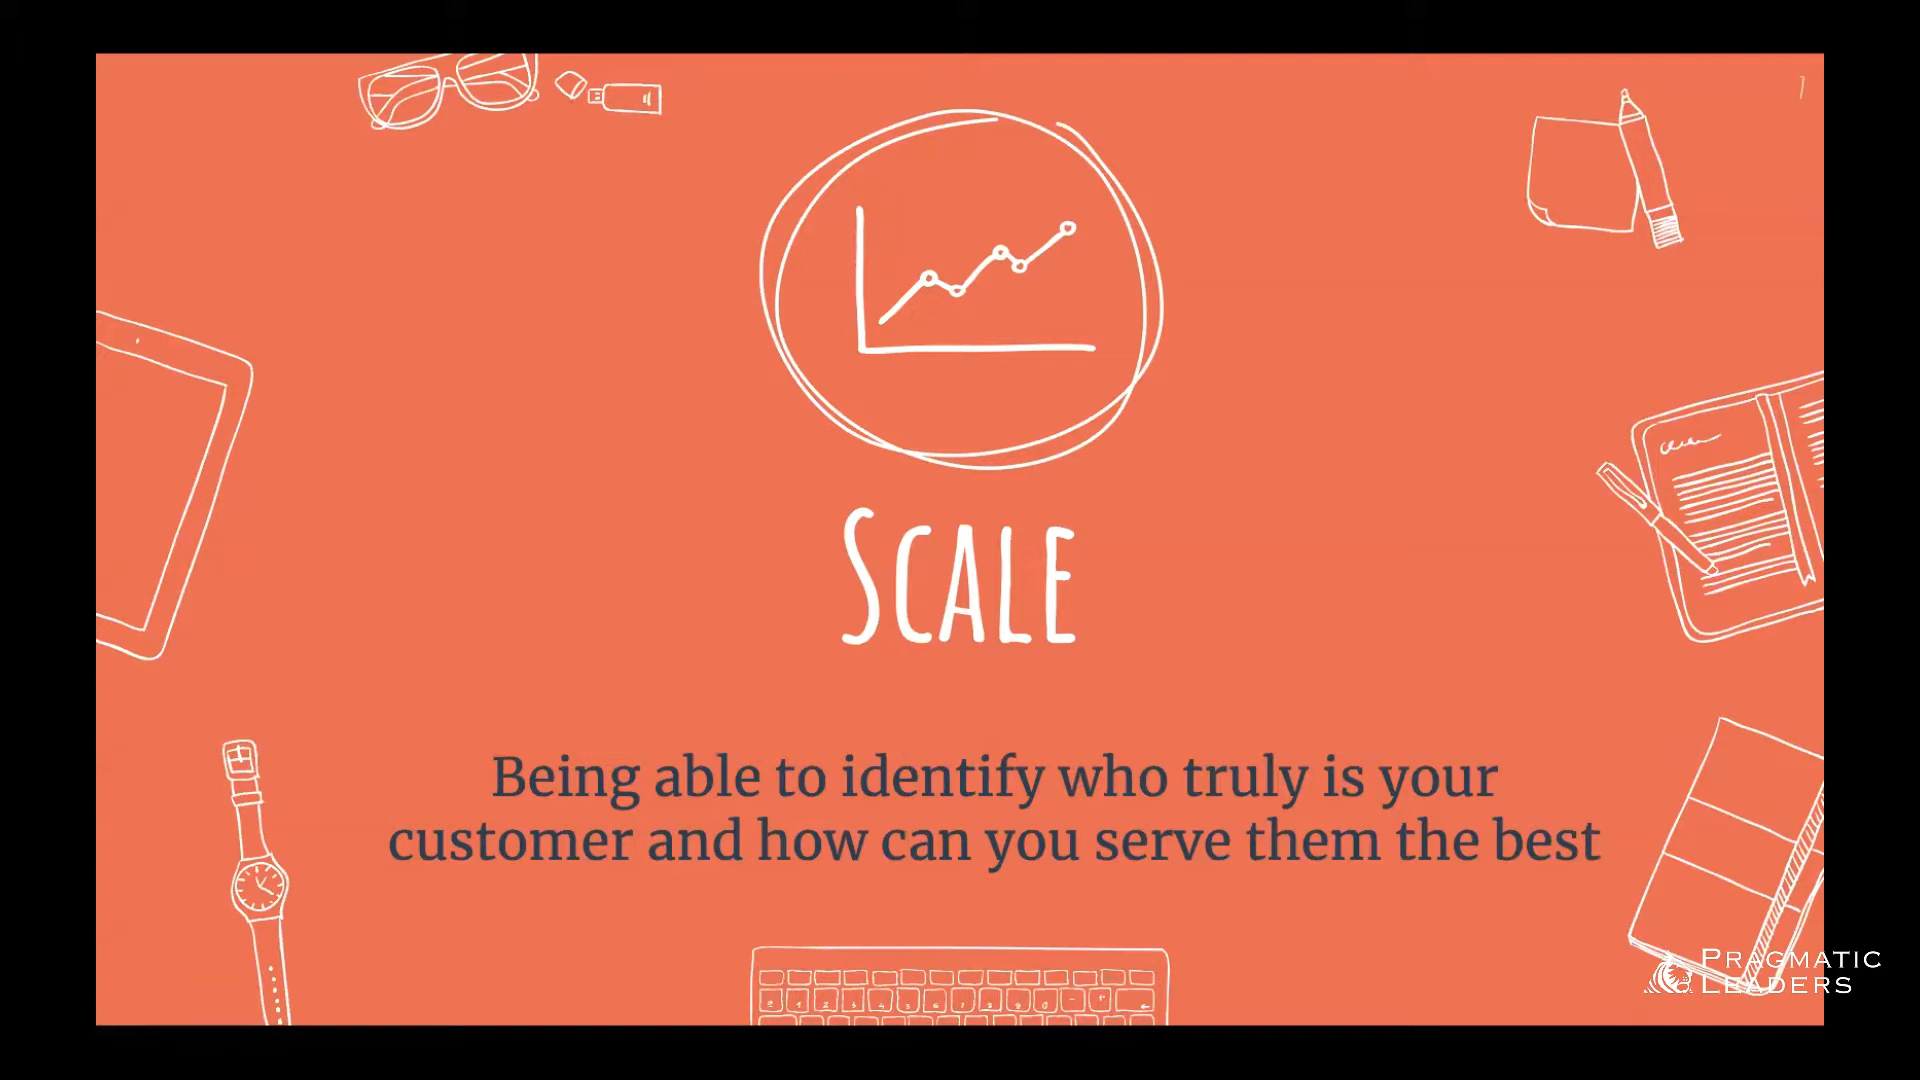 SCALE
Being able to identify who truly is your
customer and how can you serve them the best
PRAGMATIC
LEADERS